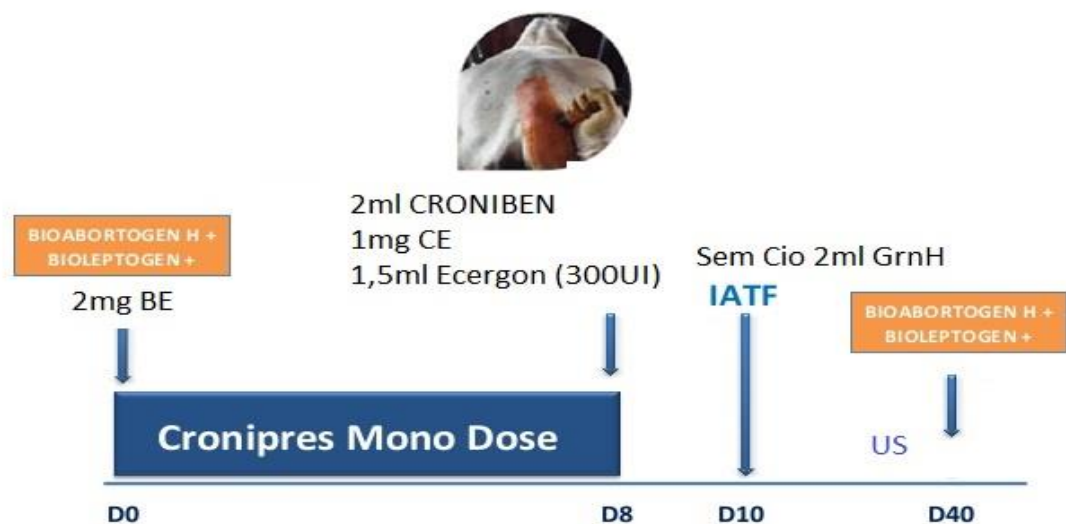 BIOABORTOGEN H +
BIOLEPTOGEN +
2mg BE
2ml CRONIBEN
1mg CE
1,5ml Ecergon (300UI)
Sem Cio 2ml GrnH
IATF
BIOABORTOGEN H +
BIOLEPTOGEN +
Cronipres Mono Dose
US
D0
D8
D10
D40